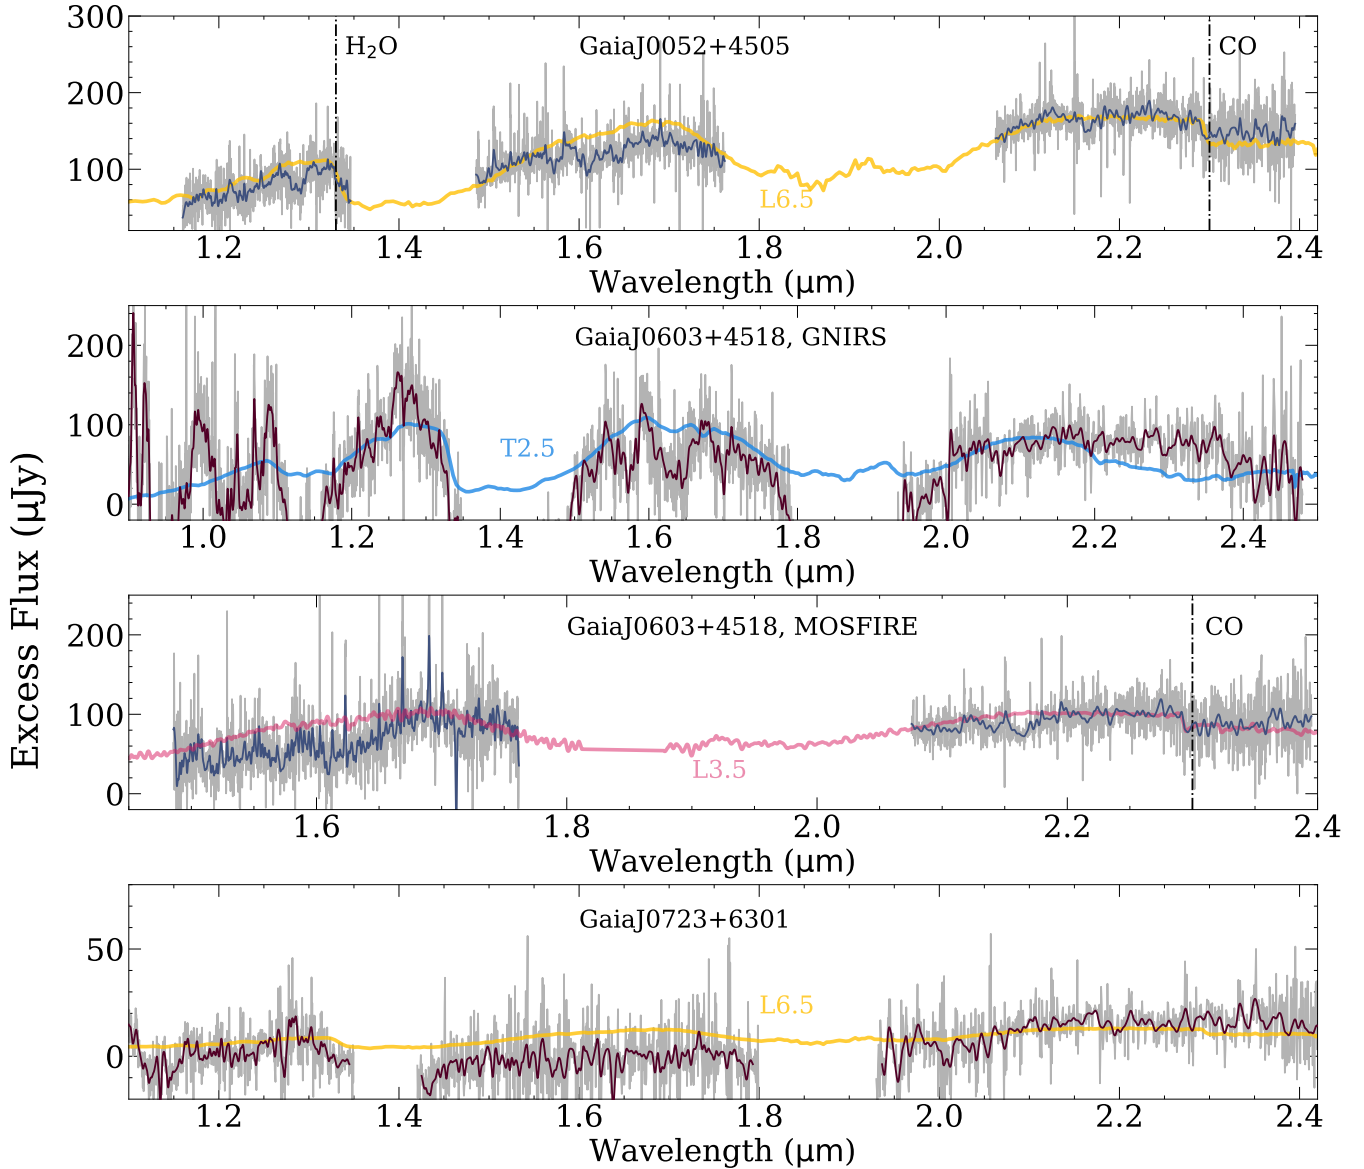 300
200
100
H₂O
GaiaJ0052+4505
CO
L6.5
1.2 1.4 1.6 1.8 2.0 2.2 2.4
Wavelength (μm)
200
100
0
GaiaJ0603+4518, GNIRS
T2.5
1.0 1.2 1.4 1.6 1.8 2.0 2.2 2.4
Wavelength (μm)
Excess Flux (μJy)
200
100
0
GaiaJ0603+4518, MOSFIRE
CO
L3.5
1.6 1.8 2.0 2.2 2.4
Wavelength (μm)
50
0
GaiaJ0723+6301
L6.5
1.2 1.4 1.6 1.8 2.0 2.2 2.4
Wavelength (μm)